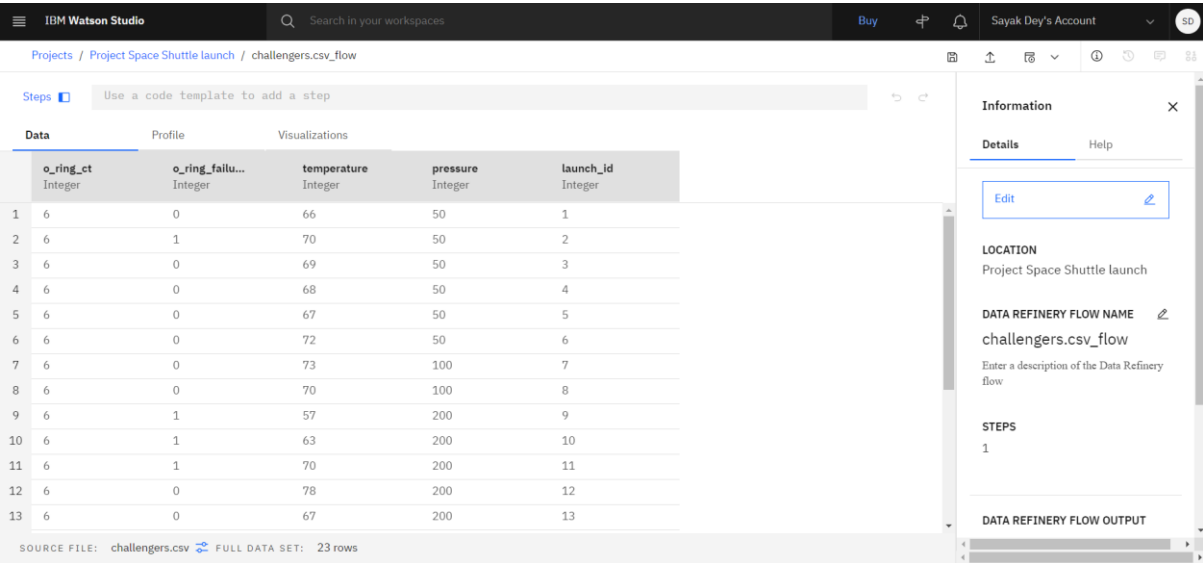 IBM Watson Studio Search in your workspaces Buy Sayak Dey's Account SD
Projects / Project Space Shuttle launch / challengers.csv_flow
Steps Use a code template to add a step
Data Profile Visualizations
o_ring_ct o_ring_failu... temperature pressure launch_id
Integer Integer Integer Integer Integer
1 6 0 66 50 1
2 6 1 70 50 2
3 6 0 69 50 3
4 6 0 68 50 4
5 6 0 67 50 5
6 6 0 72 50 6
7 6 0 73 100 7
8 6 0 70 100 8
9 6 1 57 200 9
10 6 1 63 200 10
11 6 1 70 200 11
12 6 0 78 200 12
13 6 0 67 200 13
SOURCE FILE: challengers.csv FULL DATA SET: 23 rows
Information
Details Help
Edit
LOCATION
Project Space Shuttle launch
DATA REFINERY FLOW NAME
challengers.csv_flow
Enter a description of the Data Refinery
flow
STEPS
1
DATA REFINERY FLOW OUTPUT